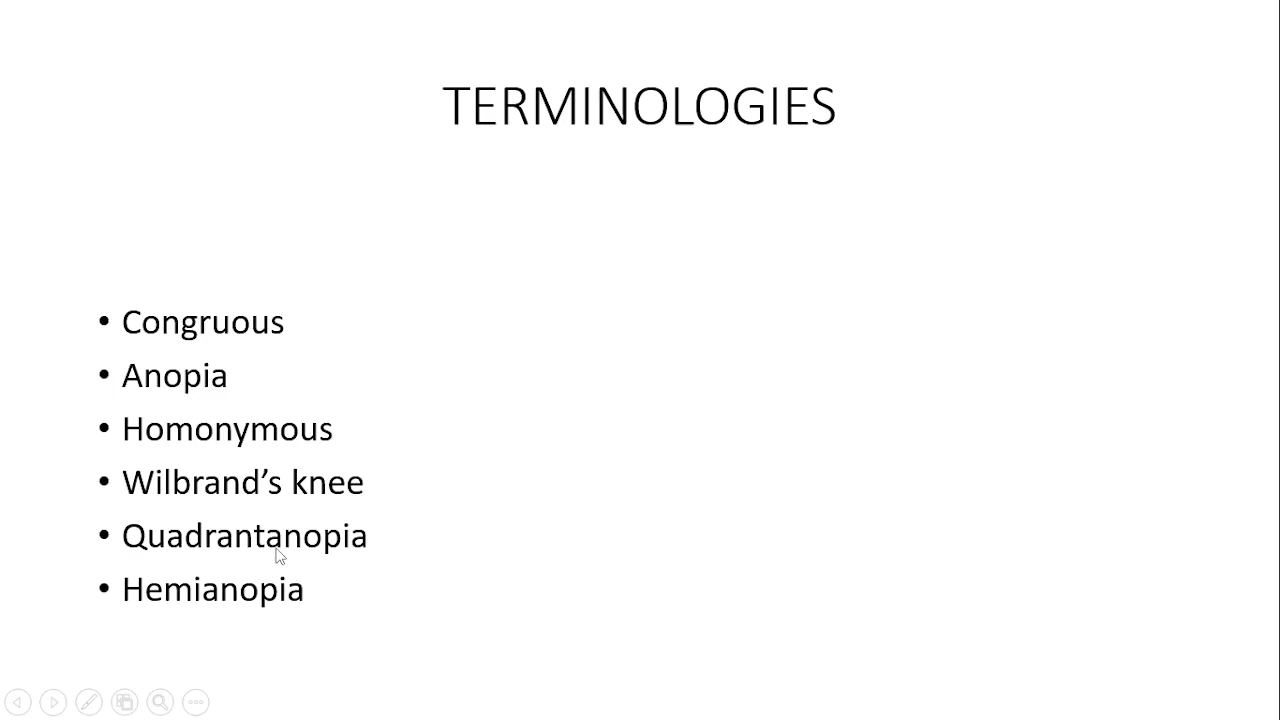 TERMINOLOGIES
• Congruous
• Anopia
• Homonymous
• Wilbrand’s knee
• Quadrantanopia
• Hemianopia